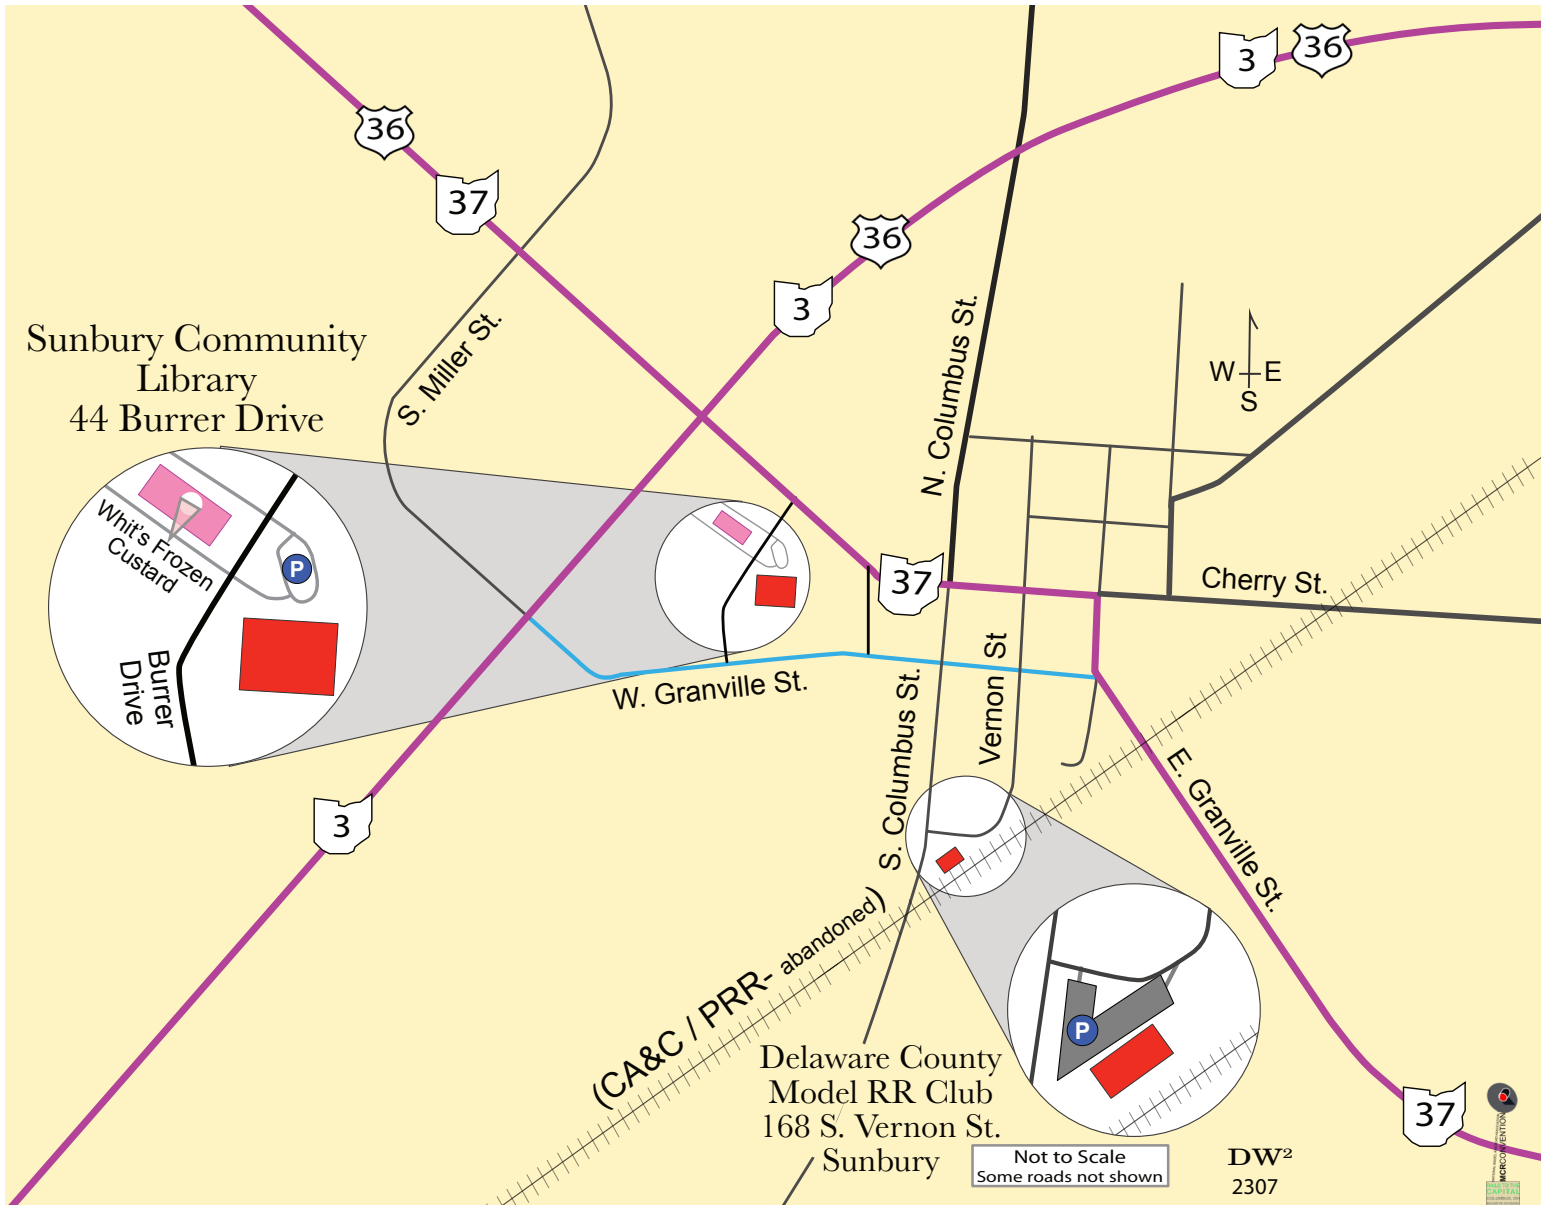 36
37
3
36
36
3
N. Columbus St.
W E
S
S. Miller St.
Sunbury Community
Library
44 Burrer Drive
Whit's Frozen
Custard
P
Burrer
Drive
37
Cherry St.
W. Granville St.
Vernon St
S. Columbus St.
E. Granville St.
3
(CA&C / PRR- abandoned)
P
Delaware County
Model RR Club
168 S. Vernon St.
Sunbury
Not to Scale
Some roads not shown
DW²
2307
37
MCRCONVENTION
CAPITAL